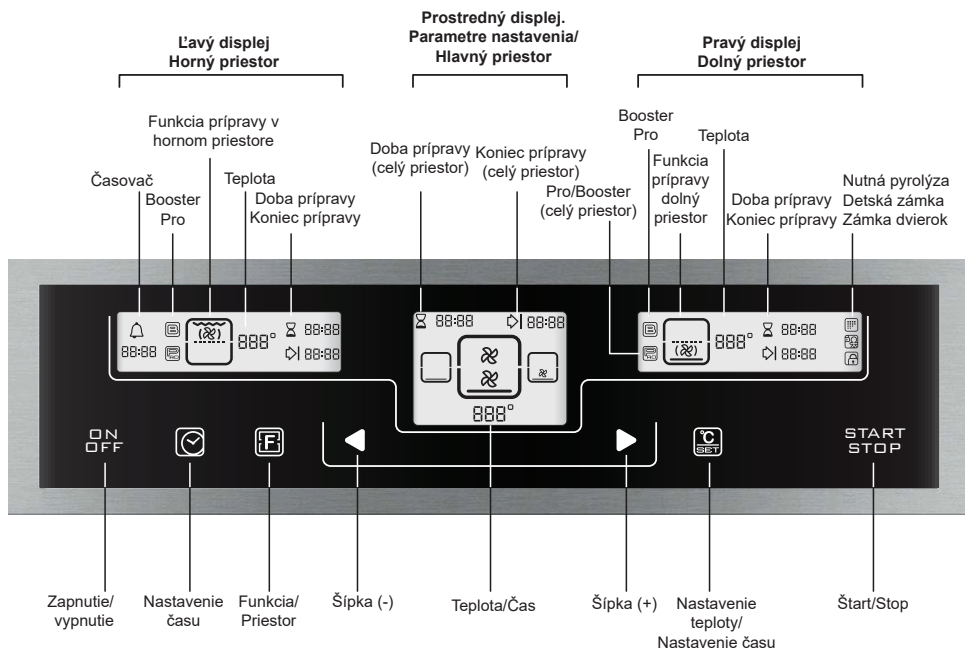 Ľavý displej
Horný priestor
Prostredný displej.
Parametre nastavenia/
Hlavný priestor
Pravý displej
Dolný priestor
Funkcia prípravy v
hornom priestore
Časovač
Booster
Pro
Teplota
Doba prípravy
Koniec prípravy
Doba prípravy
(celý priestor)
Koniec prípravy
(celý priestor)
Pro/Booster
(celý priestor)
Booster
Pro
Funkcia
prípravy
dolný
priestor
Teplota
Doba prípravy
Koniec prípravy
Nutná pyrolýza
Detská zámka
Zámka dvierok
B
88:88
PRO
888°
88:88
88:88
88:88
88:88
888°
B
PRO
888°
88:88
88:88
ON
OFF
F
°C
SET
START
STOP
Zapnutie/
vypnutie
Nastavenie
času
Funkcia/
Priestor
Šípka (-)
Teplota/Čas
Šípka (+)
Nastavenie
teploty/
Nastavenie času
Štart/Stop